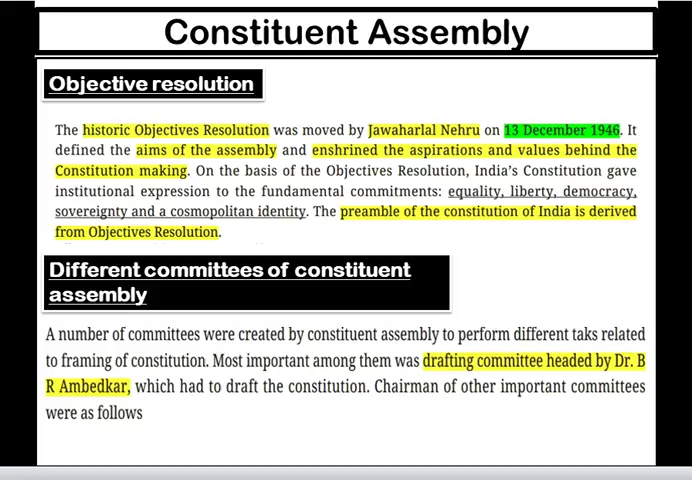 Constituent Assembly
Objective resolution
The historic Objectives Resolution was moved by Jawaharlal Nehru on 13 December 1946. It
defined the aims of the assembly and enshrined the aspirations and values behind the
Constitution making. On the basis of the Objectives Resolution, India's Constitution gave
institutional expression to the fundamental commitments: equality, liberty, democracy,
sovereignty and a cosmopolitan identity. The preamble of the constitution of India is derived
from Objectives Resolution.
Different committees of constituent
assembly
A number of committees were created by constituent assembly to perform different taks related
to framing of constitution. Most important among them was drafting committee headed by Dr. B
R Ambedkar, which had to draft the constitution. Chairman of other important committees
were as follows